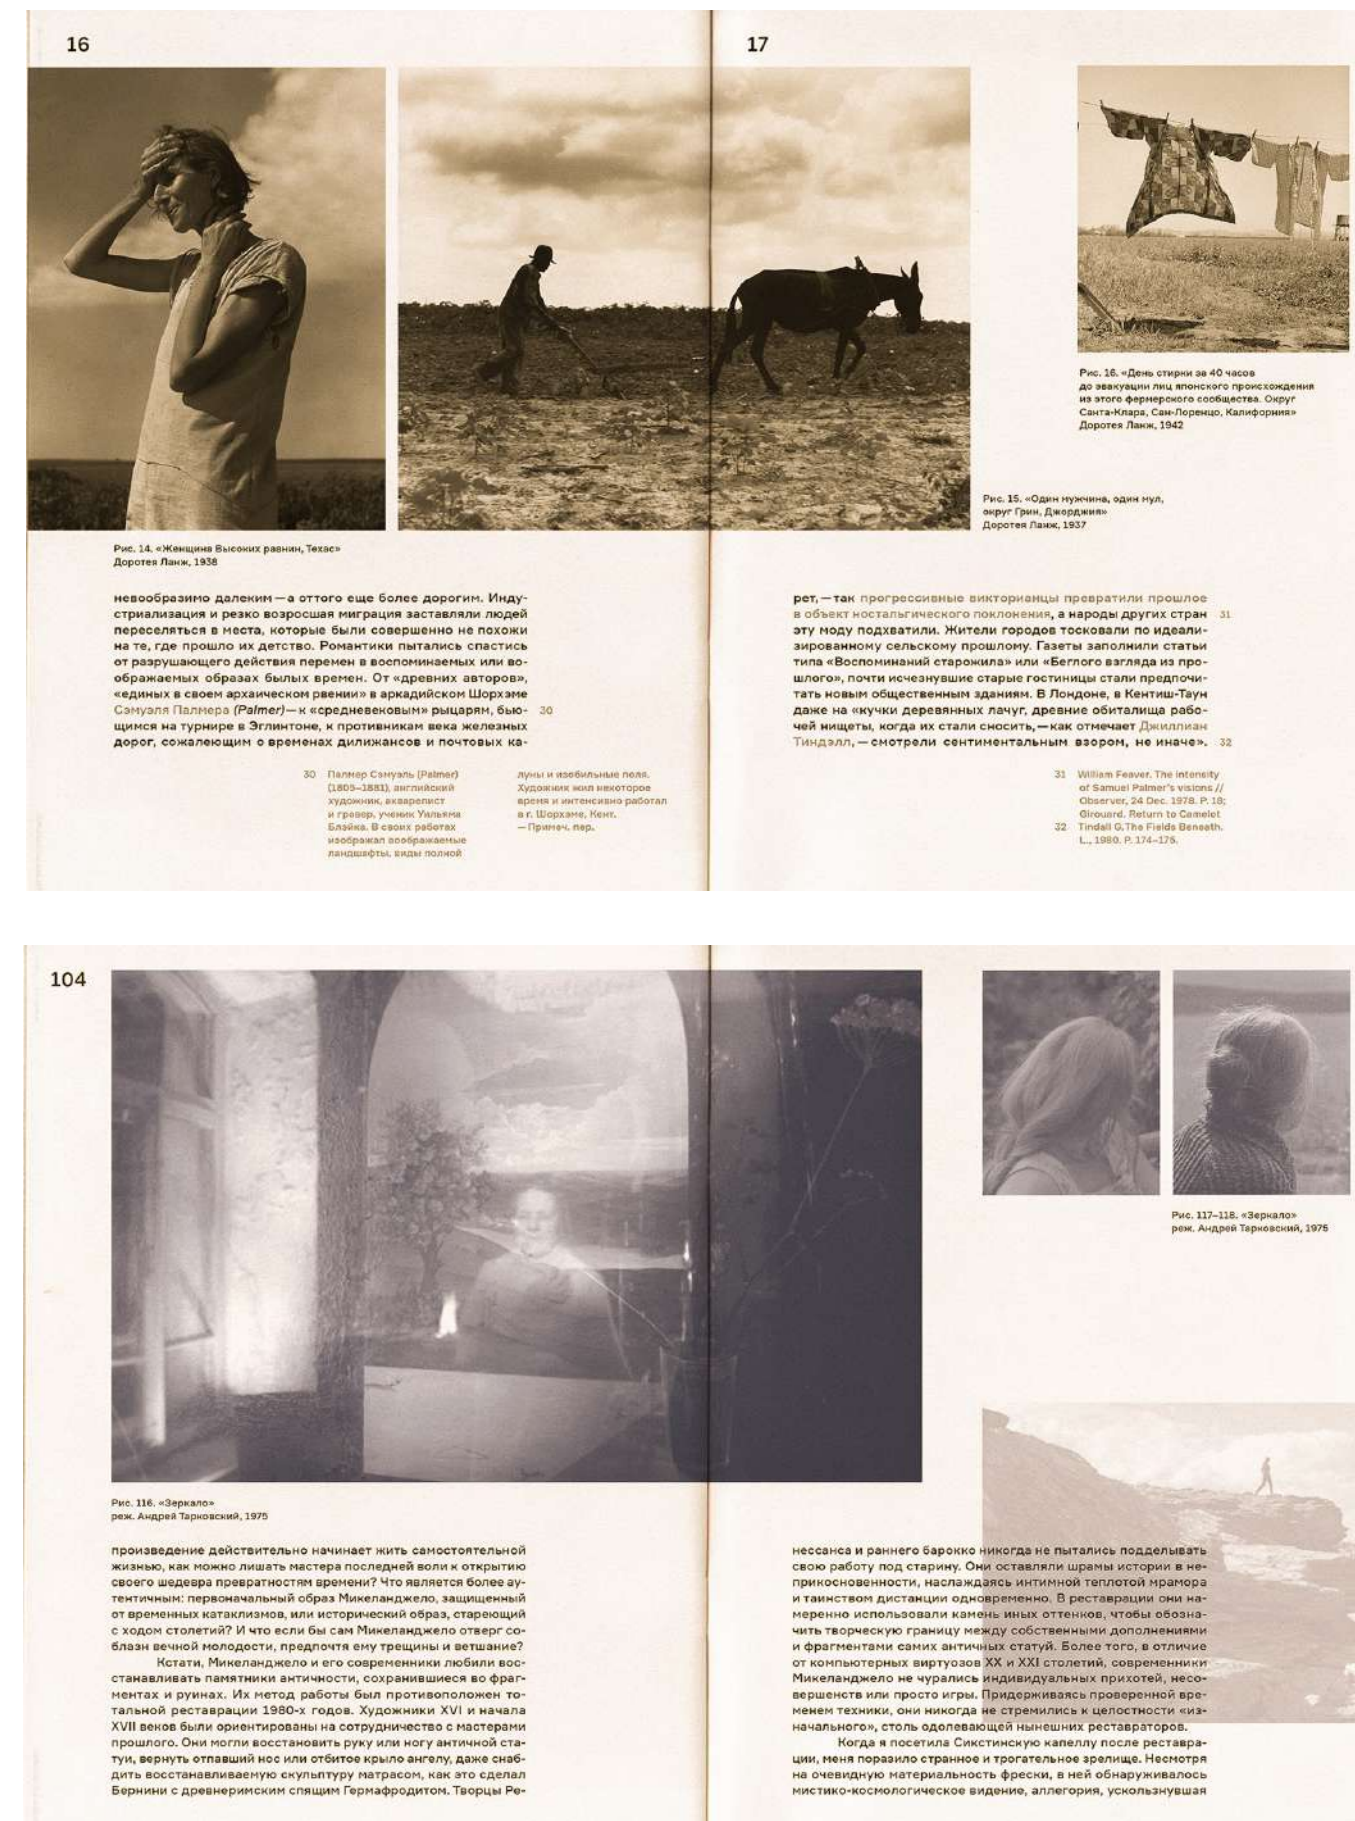 16
17
Рис. 14. «Женщина Высоких равнин, Техас»
Доротея Ланж, 1938
Рис. 16. «День стирки за 40 часов
до эвакуации лиц японского происхождения
из этого фермерского сообщества. Округ
Санта-Клара, Сан-Лоренцо, Калифорния»
Доротея Ланж, 1942
Рис. 15. «Один мужчина, один мул,
округ Грин, Джорджия»
Доротея Ланж, 1937
невообразимо далеким — а оттого еще более дорогим. Инду-
стриализация и резко возросшая миграция заставляли людей
переселяться в места, которые были совершенно не похожи
на те, где прошло их детство. Романтики пытались спастись
от разрушающего действия перемен в воспоминаемых или во-
ображаемых образах былых времен. От «древних авторов»,
«единых в своем архаическом рвении» в аркадийском Шорхэме
Сэмуэля Палмера (Palmer) — к «средневековым» рыцарям, бью- 30
щимся на турнире в Эглинтоне, к противникам века железных
дорог, сожалеющим о временах дилижансов и почтовых ка-
30 Палмер Сэмуэль (Palmer)
(1805–1881), английский
художник, акварелист
и гравер, ученик Уильяма
Блэйка. В своих работах
изображал воображаемые
ландшафты, виды полной
луны и изобильные поля.
Художник жил некоторое
время и интенсивно работал
в г. Шорхэме, Кент.
— Примеч. пер.
рет, — так прогрессивные викторианцы превратили прошлое
в объект ностальгического поклонения, а народы других стран 31
эту моду подхватили. Жители городов тосковали по идеали-
зированному сельскому прошлому. Газеты заполнили статьи
типа «Воспоминаний старожила» или «Беглого взгляда из про-
шлого», почти исчезнувшие старые гостиницы стали предпочи-
тать новым общественным зданиям. В Лондоне, в Кентиш-Таун
даже на «кучки деревянных лачуг, древние обиталища рабо-
чей нищеты, когда их стали сносить, — как отмечает Джиллиан
Тиндэлл, — смотрели сентиментальным взором, не иначе». 32
31 William Feaver. The intensity
of Samuel Palmer's visions //
Observer, 24 Dec. 1978. P. 18;
Girouard. Return to Camelot
32 Tindall G. The Fields Beneath.
L., 1980. P. 174–175.
104
Рис. 117–118. «Зеркало»
реж. Андрей Тарковский, 1975
Рис. 116. «Зеркало»
реж. Андрей Тарковский, 1975
произведение действительно начинает жить самостоятельной
жизнью, как можно лишать мастера последней воли к открытию
своего шедевра превратностям времени? Что является более ау-
тентичным: первоначальный образ Микеланджело, защищенный
от временных катаклизмов, или исторический образ, стареющий
с ходом столетий? И что если бы сам Микеланджело отверг со-
блазн вечной молодости, предпочтя ему трещины и ветшание?
Кстати, Микеланджело и его современники любили вос-
станавливать памятники античности, сохранившиеся во фраг-
ментах и руинах. Их метод работы был противоположен то-
тальной реставрации 1980-х годов. Художники XVI и начала
XVII веков были ориентированы на сотрудничество с мастерами
прошлого. Они могли восстановить руку или ногу античной ста-
туи, вернуть отпавший нос или отбитое крыло ангелу, даже снаб-
дить восстанавливаемую скульптуру матрасом, как это сделал
Бернини с древнеримским спящим Гермафродитом. Творцы Ре-
нессанса и раннего барокко никогда не пытались подделывать
свою работу под старину. Они оставляли шрамы истории в не-
прикосновенности, наслаждаясь интимной теплотой мрамора
и таинством дистанции одновременно. В реставрации они на-
меренно использовали камень иных оттенков, чтобы обозна-
чить творческую границу между собственными дополнениями
и фрагментами самих античных статуй. Более того, в отличие
от компьютерных виртуозов XX и XXI столетий, современники
Микеланджело не чурались индивидуальных прихотей, несо-
вершенств или просто игры. Придерживаясь проверенной вре-
менем техники, они никогда не стремились к целостности «из-
начального», столь одолевающей нынешних реставраторов.
Когда я посетила Сикстинскую капеллу после реставра-
ции, меня поразило странное и трогательное зрелище. Несмотря
на очевидную материальность фрески, в ней обнаруживалось
мистико-космологическое видение, аллегория, ускользнувшая